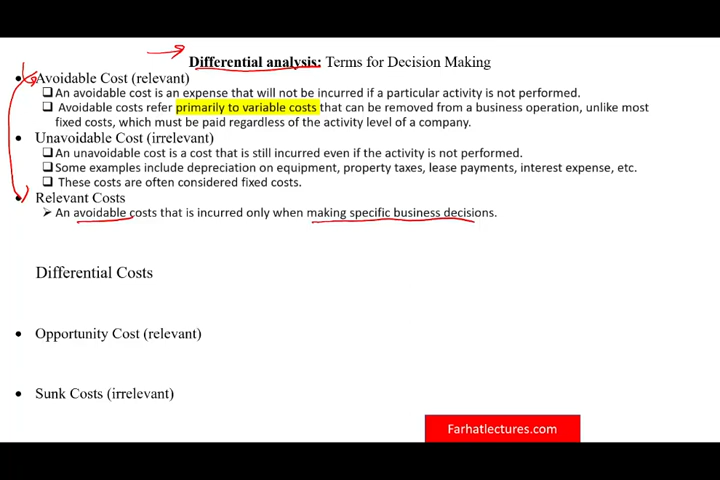 Differential analysis: Terms for Decision Making
• Avoidable Cost (relevant)
❑ An avoidable cost is an expense that will not be incurred if a particular activity is not performed.
❑ Avoidable costs refer primarily to variable costs that can be removed from a business operation, unlike most
fixed costs, which must be paid regardless of the activity level of a company.
• Unavoidable Cost (irrelevant)
❑ An unavoidable cost is a cost that is still incurred even if the activity is not performed.
❑ Some examples include depreciation on equipment, property taxes, lease payments, interest expense, etc.
❑ These costs are often considered fixed costs.
• Relevant Costs
➢ An avoidable costs that is incurred only when making specific business decisions.
Differential Costs
• Opportunity Cost (relevant)
• Sunk Costs (irrelevant)
Farhatlectures.com